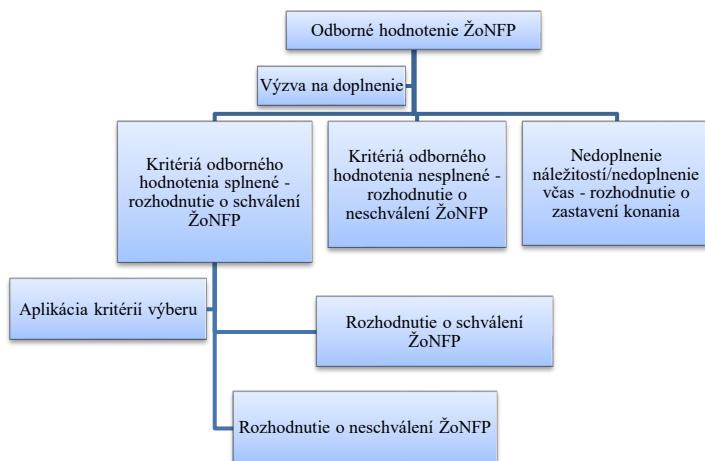 Odborné hodnotenie ŽoNFP
Výzva na doplnenie
Kritériá odborného
hodnotenia splnené -
rozhodnutie o schválení
ŽoNFP
Kritériá odborného
hodnotenia nesplnené -
rozhodnutie o
neschválení ŽoNFP
Nedoplnenie
náležitostí/nedoplnenie
včas - rozhodnutie o
zastavení konania
Aplikácia kritérií výberu
Rozhodnutie o schválení
ŽoNFP
Rozhodnutie o neschválení ŽoNFP